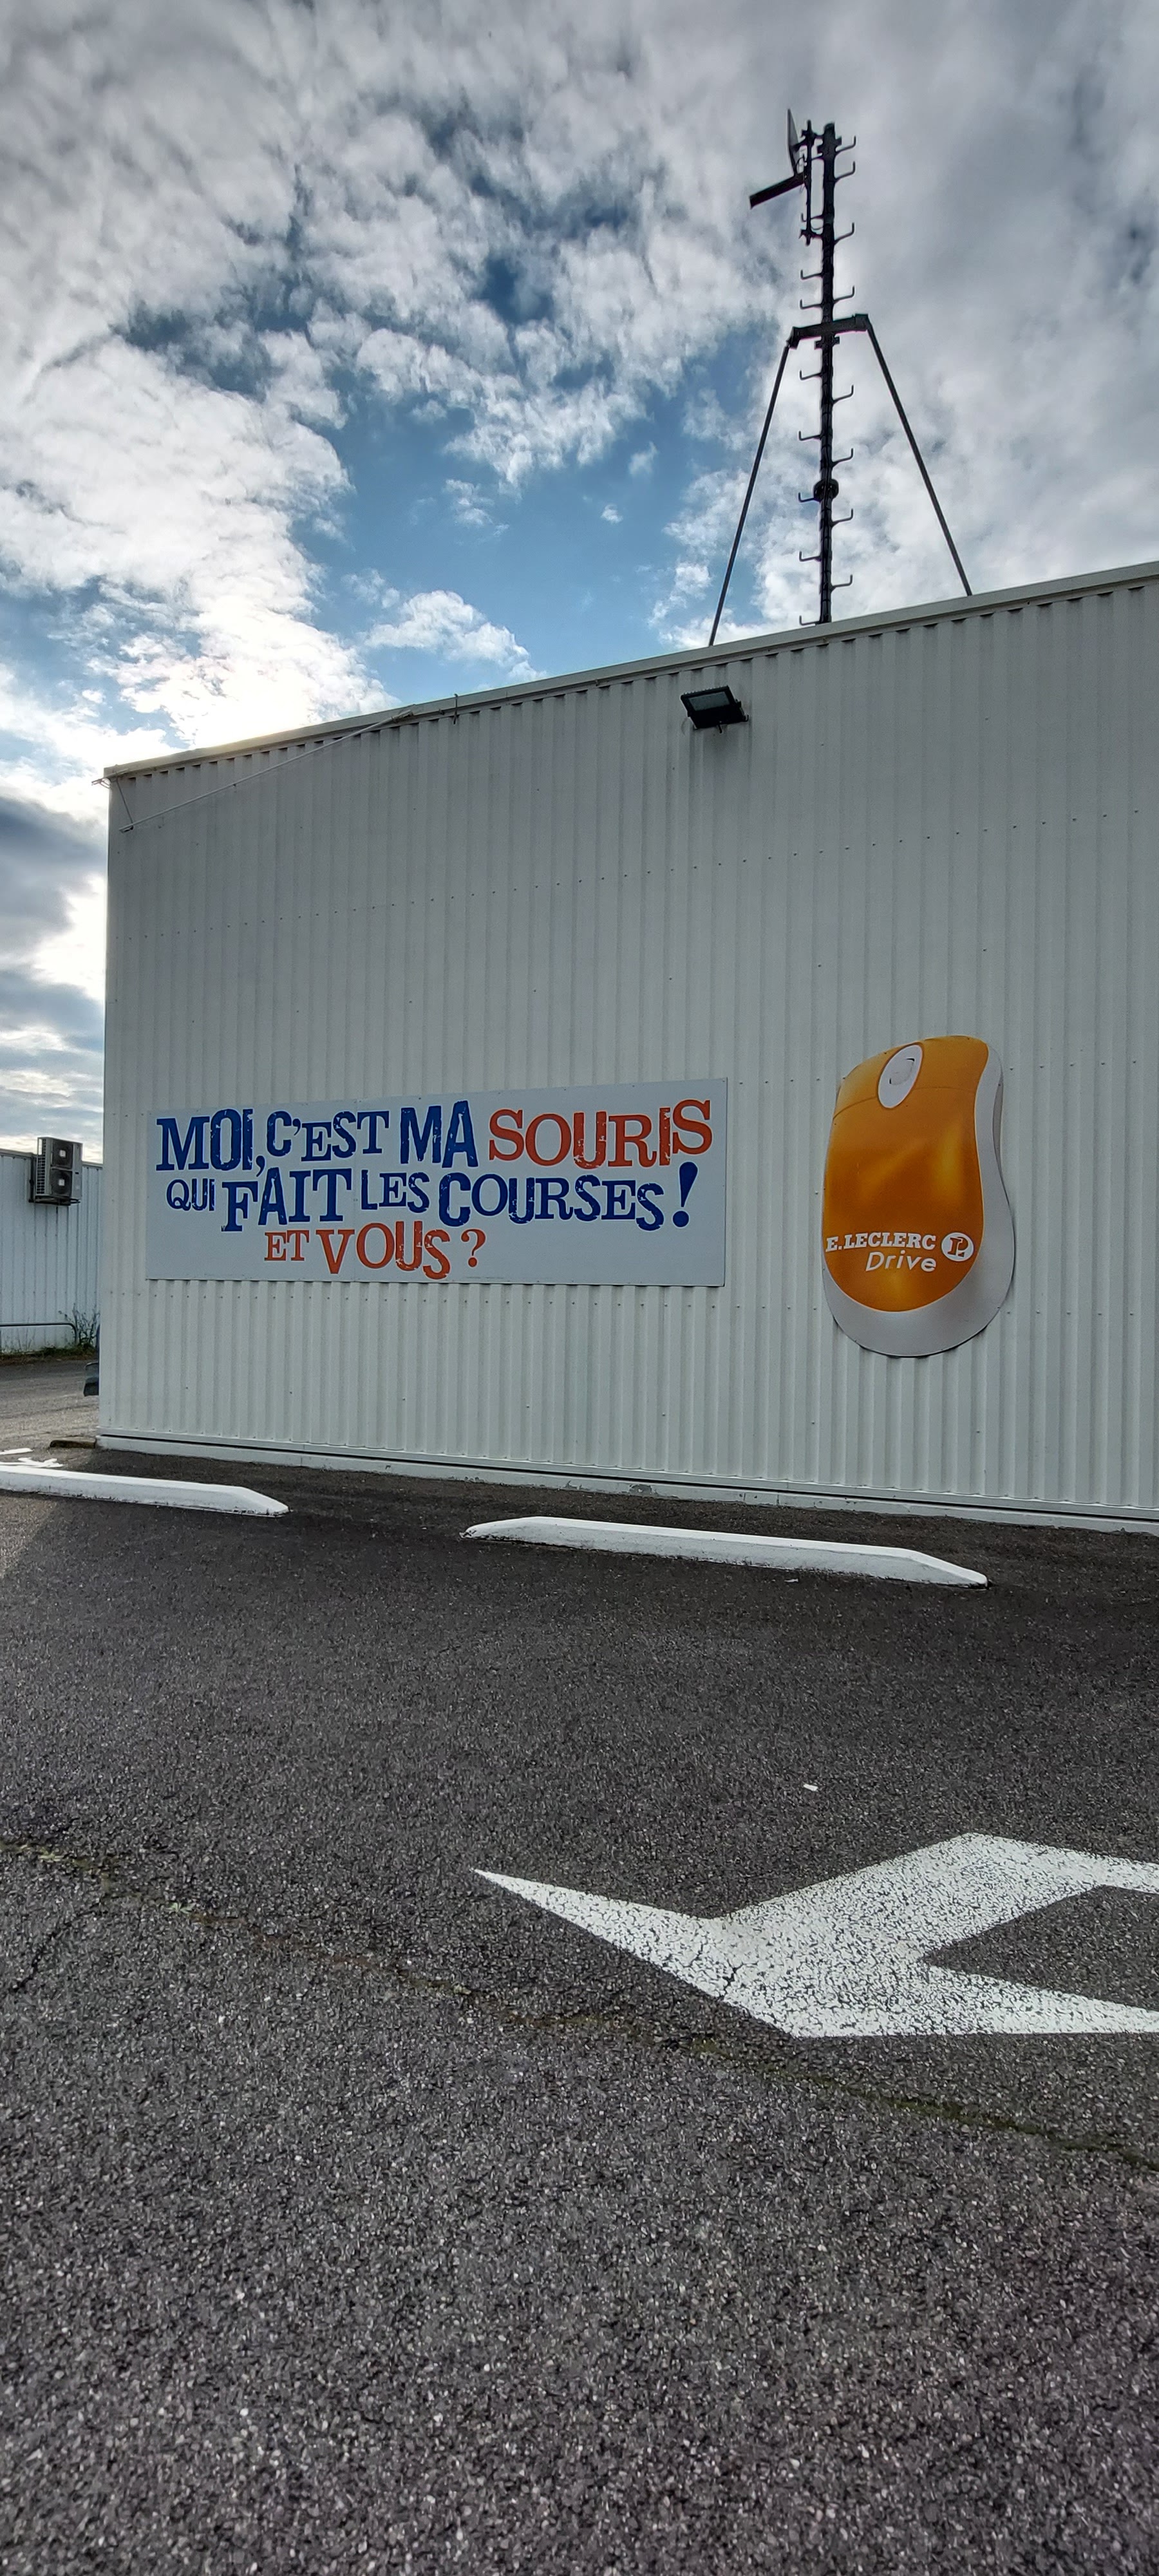 MOI, C'EST MA SOURIS
QUI FAIT LES COURSES !
ET VOUS ?
E.LECLERC L
Drive